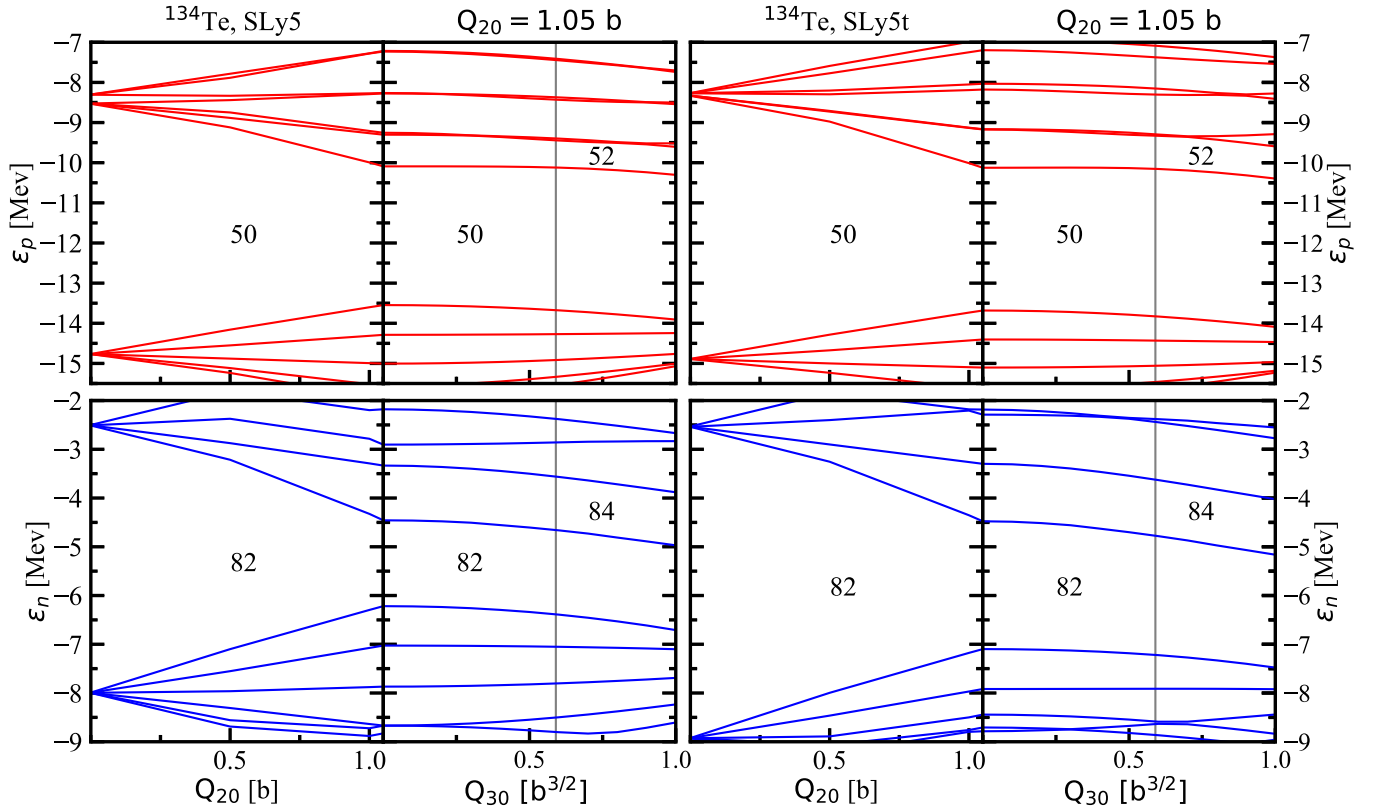 ¹³⁴Te, SLy5 Q₂₀ = 1.05 b ¹³⁴Te, SLy5t Q₂₀ = 1.05 b
−7 −7
−8 −8
−9 −9
52 52
−10 −10
−11 −11
50 50 50 50
−12 −12
−13 −13
−14 −14
−15 −15
εₚ [Mev] εₚ [Mev]
−2 −2
−3 −3
−4 −4
84 84
−5 −5
82 82 82 82
−6 −6
−7 −7
−8 −8
−9 −9
εₙ [Mev] εₙ [Mev]
0.5 1.0 0.5 1.0 0.5 1.0 0.5 1.0
Q₂₀ [b] Q₃₀ [b³ᐟ²] Q₂₀ [b] Q₃₀ [b³ᐟ²]